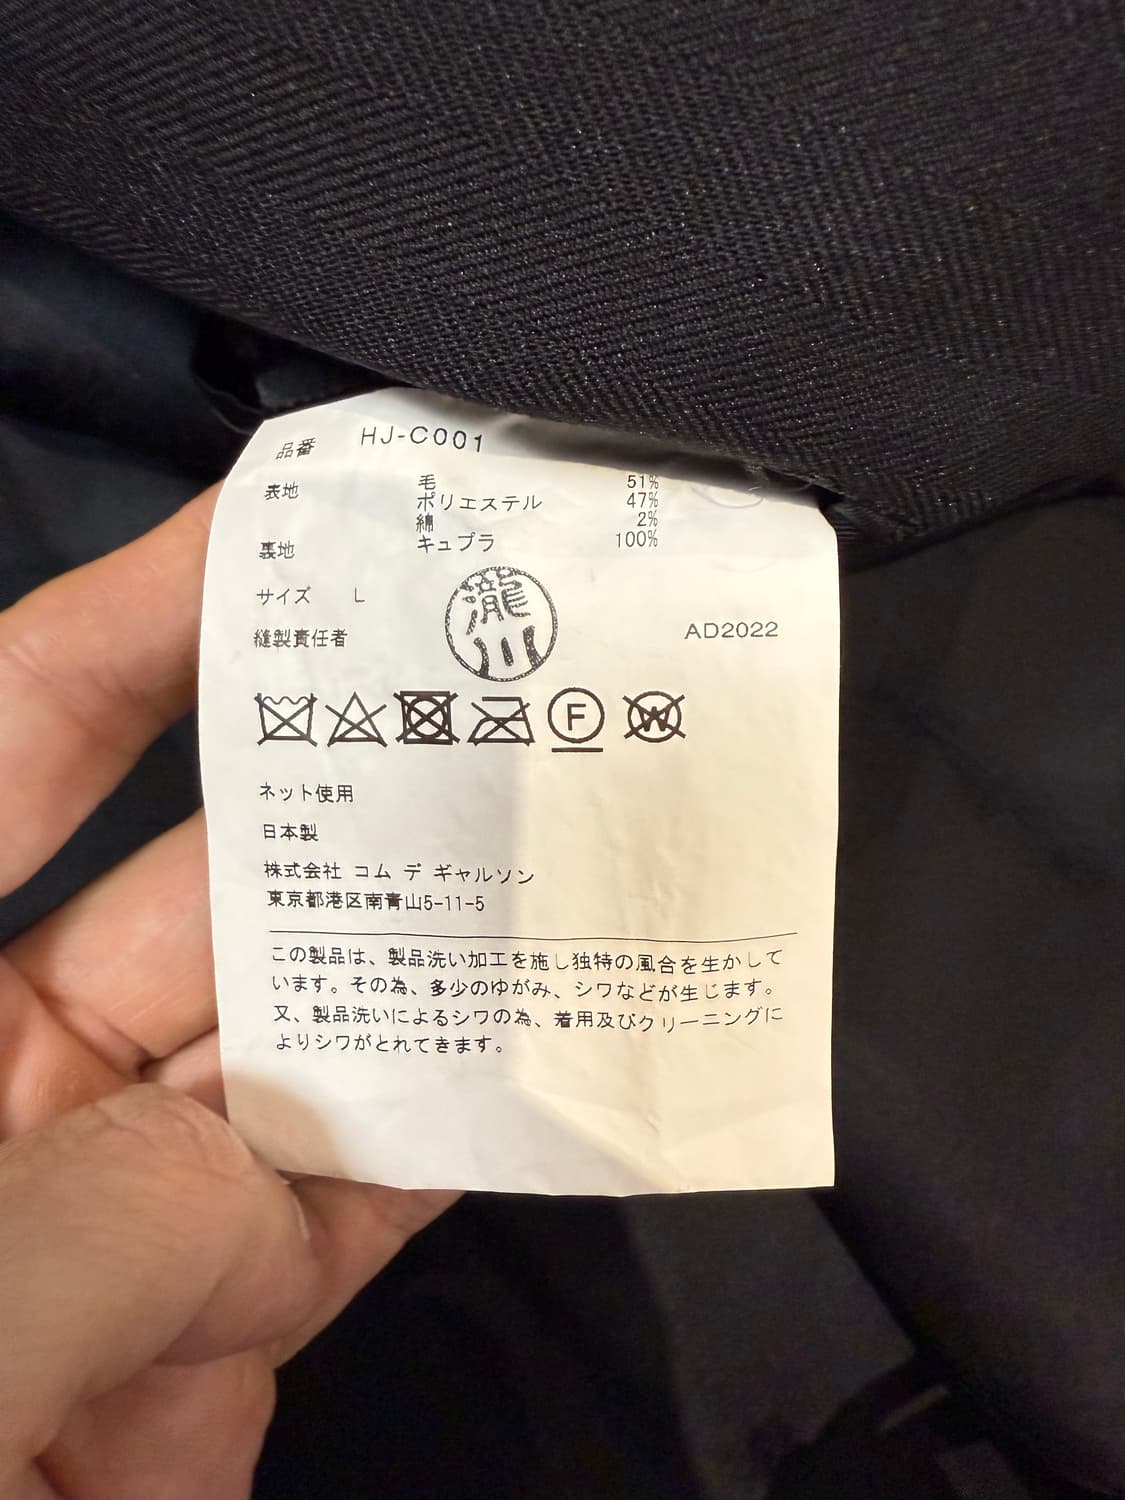 品番 HJ-C001
表地 毛 51%
ポリエステル 47%
綿 2%
裏地 キュプラ 100%
サイズ L
縫製責任者 瀧川 AD2022
F W
ネット使用
日本製
株式会社 コム デ ギャルソン
東京都港区南青山5-11-5
この製品は、製品洗い加工を施し独特の風合を生かして
います。その為、多少のゆがみ、シワなどが生じます。
又、製品洗いによるシワの為、着用及びクリーニングに
よりシワがとれてきます。